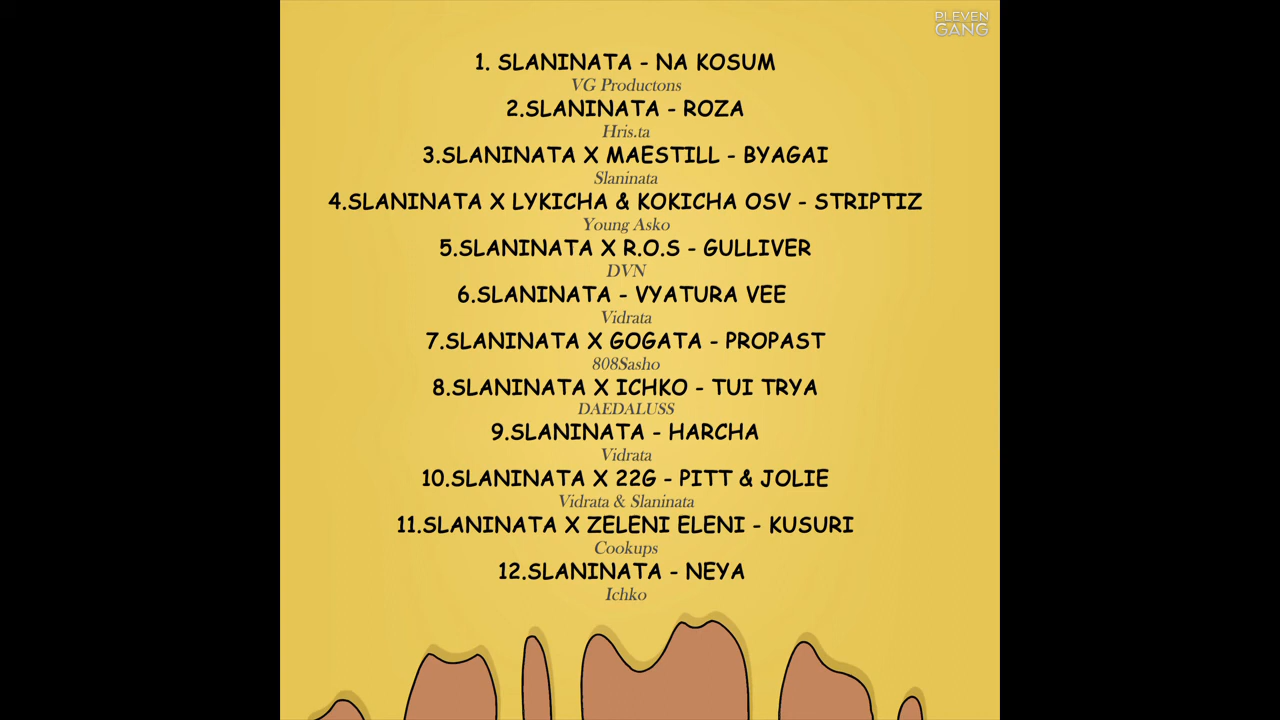 PLEVEN
GANG
1. SLANINATA - NA KOSUM
VG Productons
2.SLANINATA - ROZA
Hris.ta
3.SLANINATA X MAESTILL - BYAGAI
Slaninata
4.SLANINATA X LYKICHA & KOKICHA OSV - STRIPTIZ
Young Asko
5.SLANINATA X R.O.S - GULLIVER
DVN
6.SLANINATA - VYATURA VEE
Vidrata
7.SLANINATA X GOGATA - PROPAST
808Sasho
8.SLANINATA X ICHKO - TUI TRYA
DAEDALUSS
9.SLANINATA - HARCHA
Vidrata
10.SLANINATA X 22G - PITT & JOLIE
Vidrata & Slaninata
11.SLANINATA X ZELENI ELENI - KUSURI
Cookups
12.SLANINATA - NEYA
Ichko